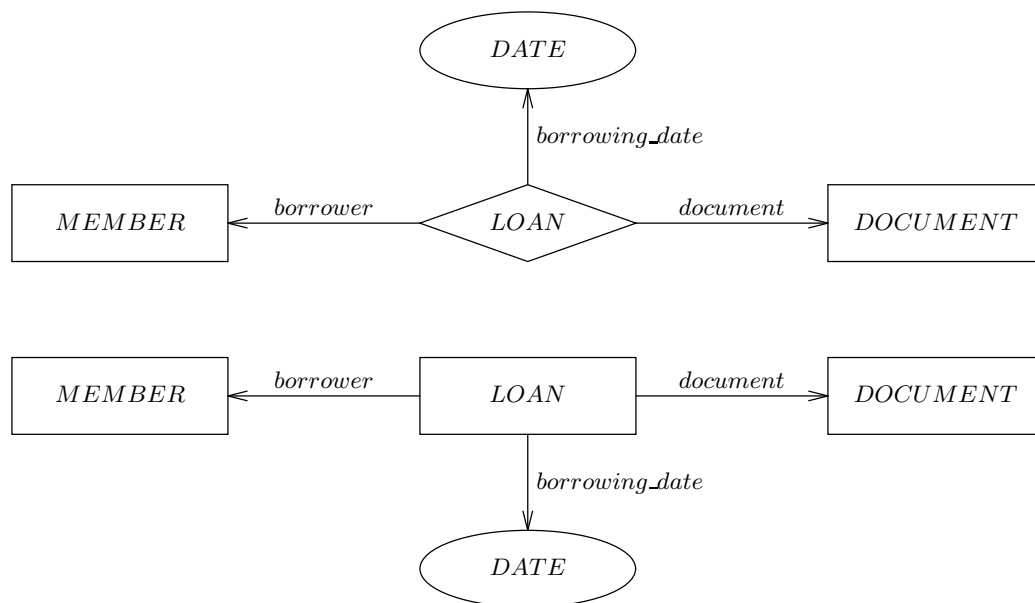 DATE
borrowing_date
MEMBER borrower LOAN document DOCUMENT
MEMBER borrower LOAN document DOCUMENT
borrowing_date
DATE